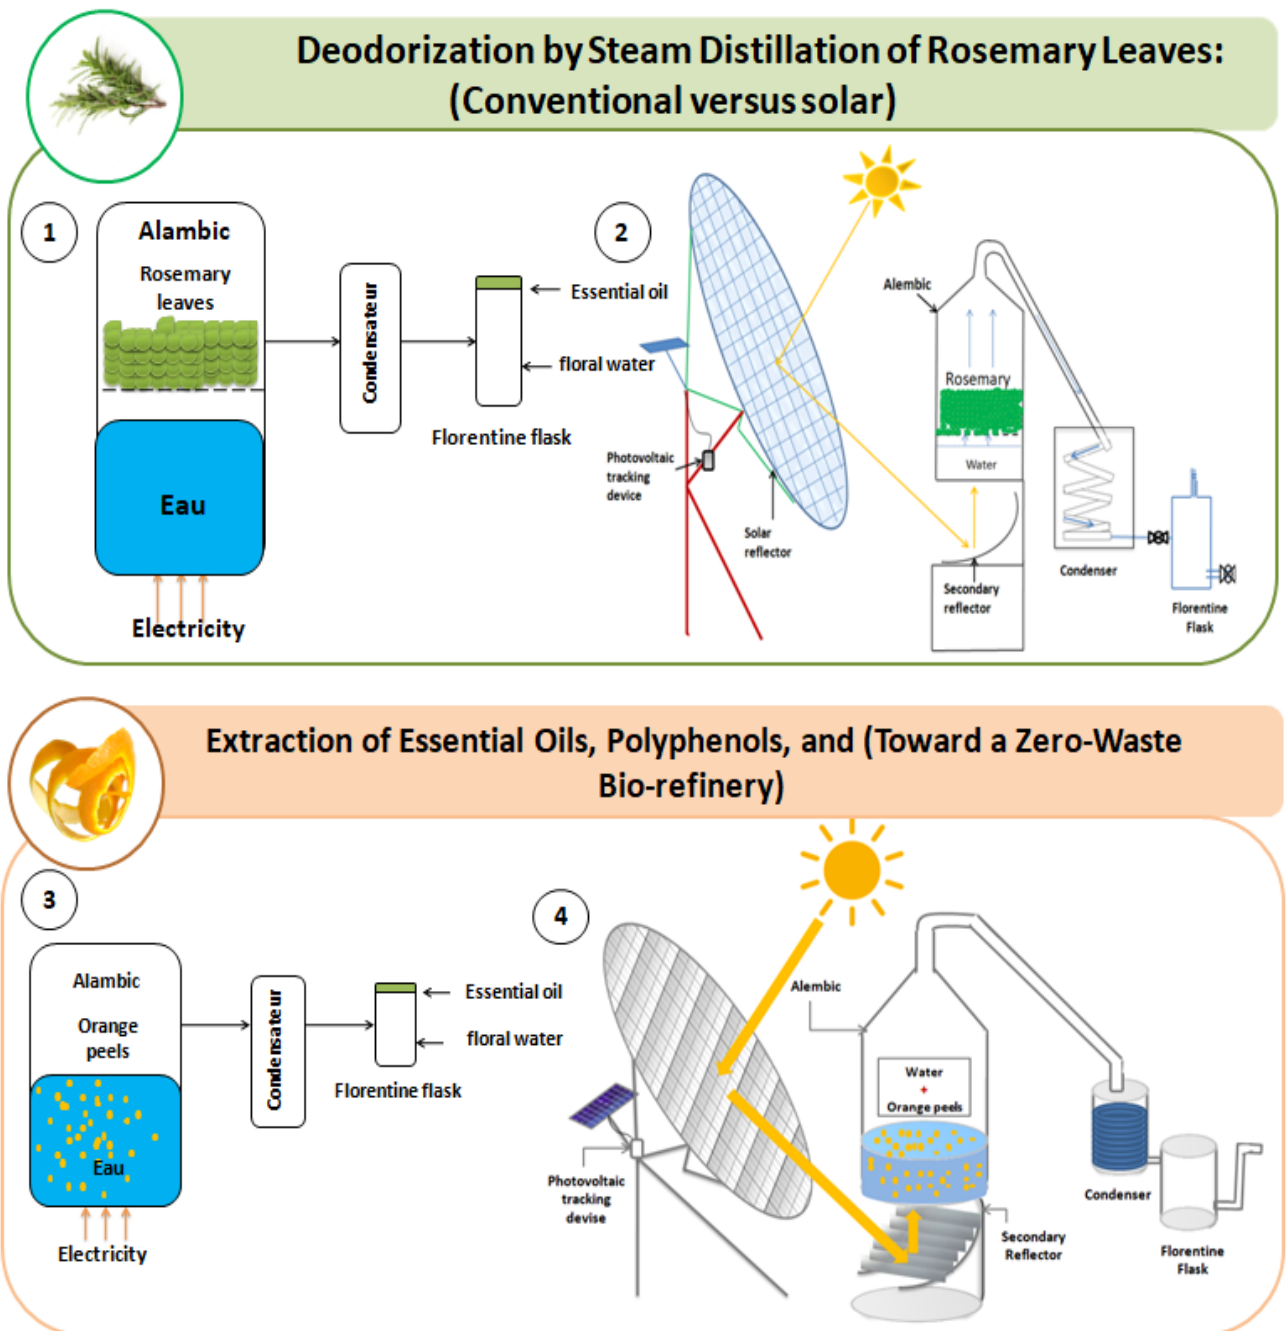 Deodorization by Steam Distillation of Rosemary Leaves:
(Conventional versus solar)
1
Alambic
Rosemary
leaves
Eau
Electricity
Condensateur
Essential oil
floral water
Florentine flask
2
Photovoltaic
tracking
device
Solar
reflector
Alembic
Rosemary
Water
Secondary
reflector
Condenser
Florentine
Flask
Extraction of Essential Oils, Polyphenols, and (Toward a Zero-Waste
Bio-refinery)
3
Alambic
Orange
peels
Eau
Electricity
Condensateur
Essential oil
floral water
Florentine flask
4
Photovoltaic
tracking
devise
Alembic
Water
+
Orange peels
Secondary
Reflector
Condenser
Florentine
Flask